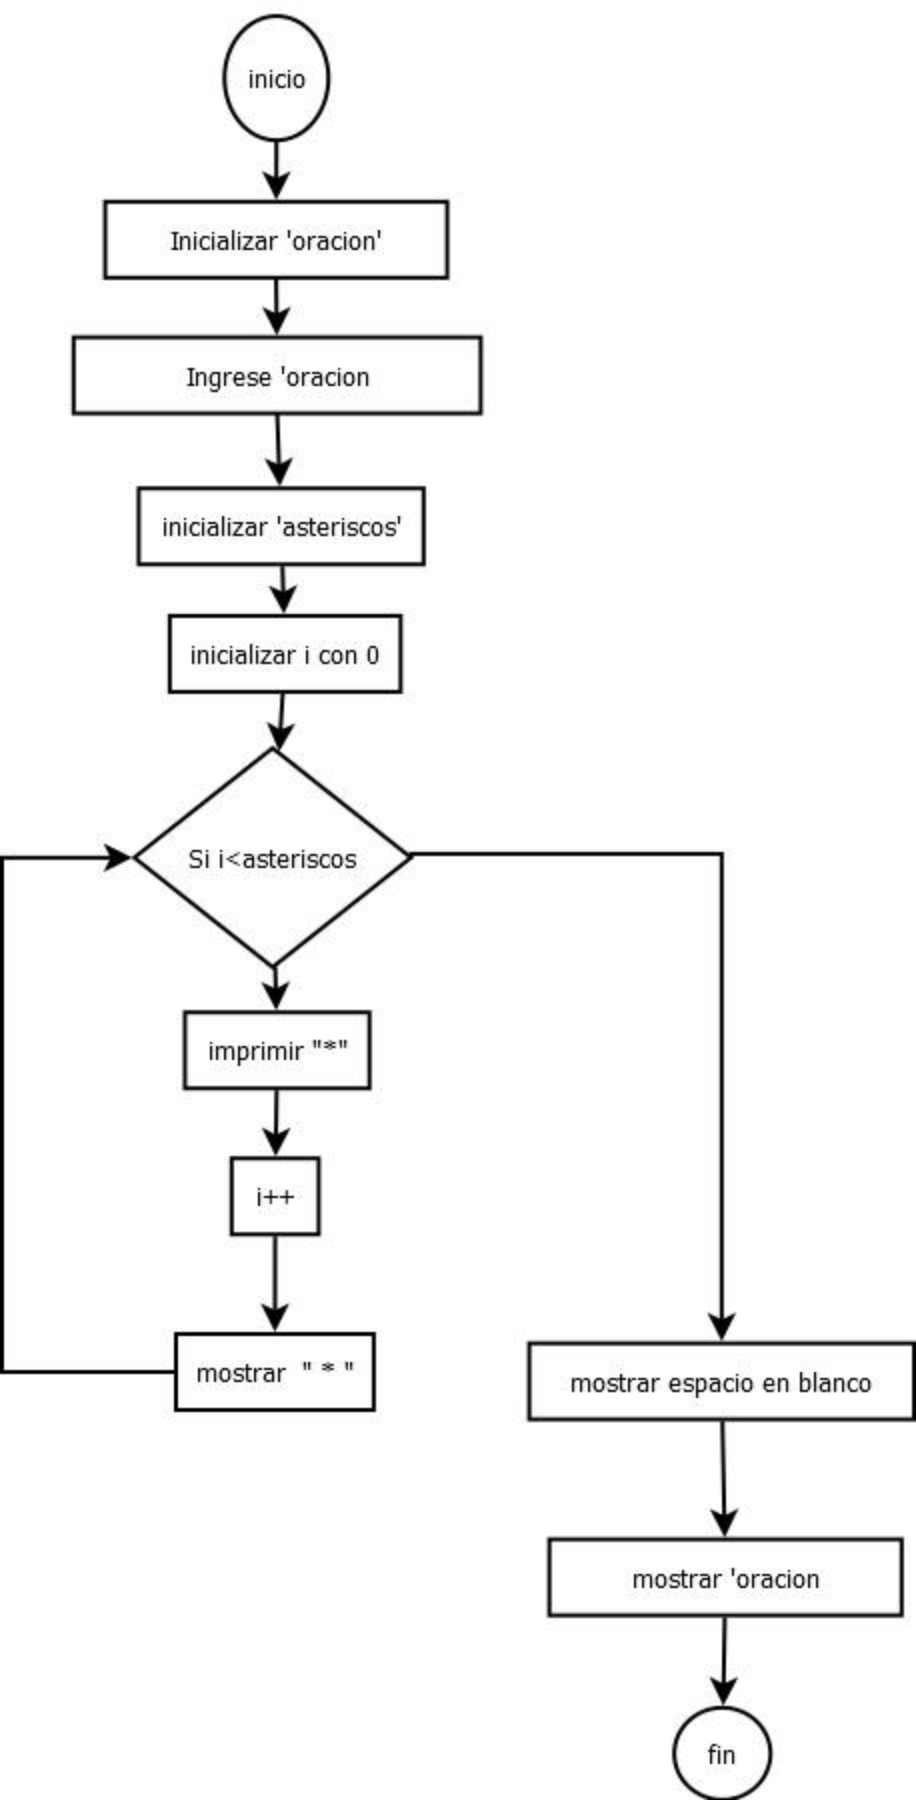 inicio
Inicializar 'oracion'
Ingrese 'oracion
inicializar 'asteriscos'
inicializar i con 0
Si i<asteriscos
imprimir "*"
i++
mostrar " * "
mostrar espacio en blanco
mostrar 'oracion
fin